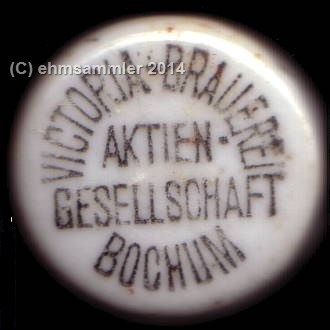 (C) ehmsammler 2014
VICTORIA-BRAUEREI
AKTIEN-
GESELLSCHAFT
BOCHUM